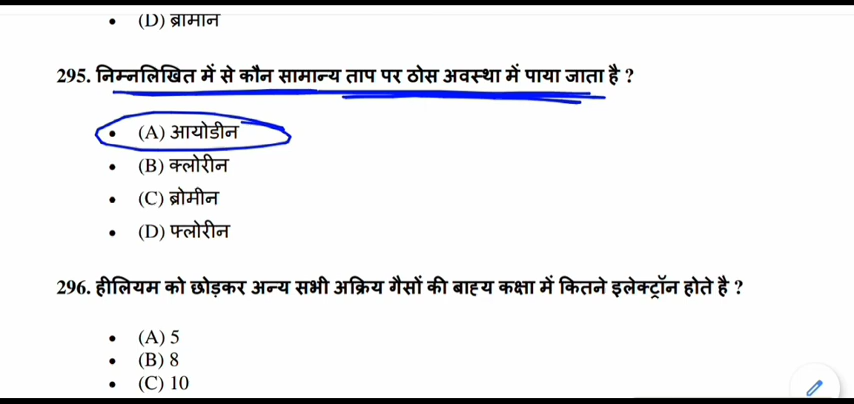 (D) ब्रोमीन
295. निम्नलिखित में से कौन सामान्य ताप पर ठोस अवस्था में पाया जाता है ?
(A) आयोडीन
(B) क्लोरीन
(C) ब्रोमीन
(D) फ्लोरीन
296. हीलियम को छोड़कर अन्य सभी अक्रिय गैसों की बाह्य कक्षा में कितने इलेक्ट्रॉन होते है ?
(A) 5
(B) 8
(C) 10